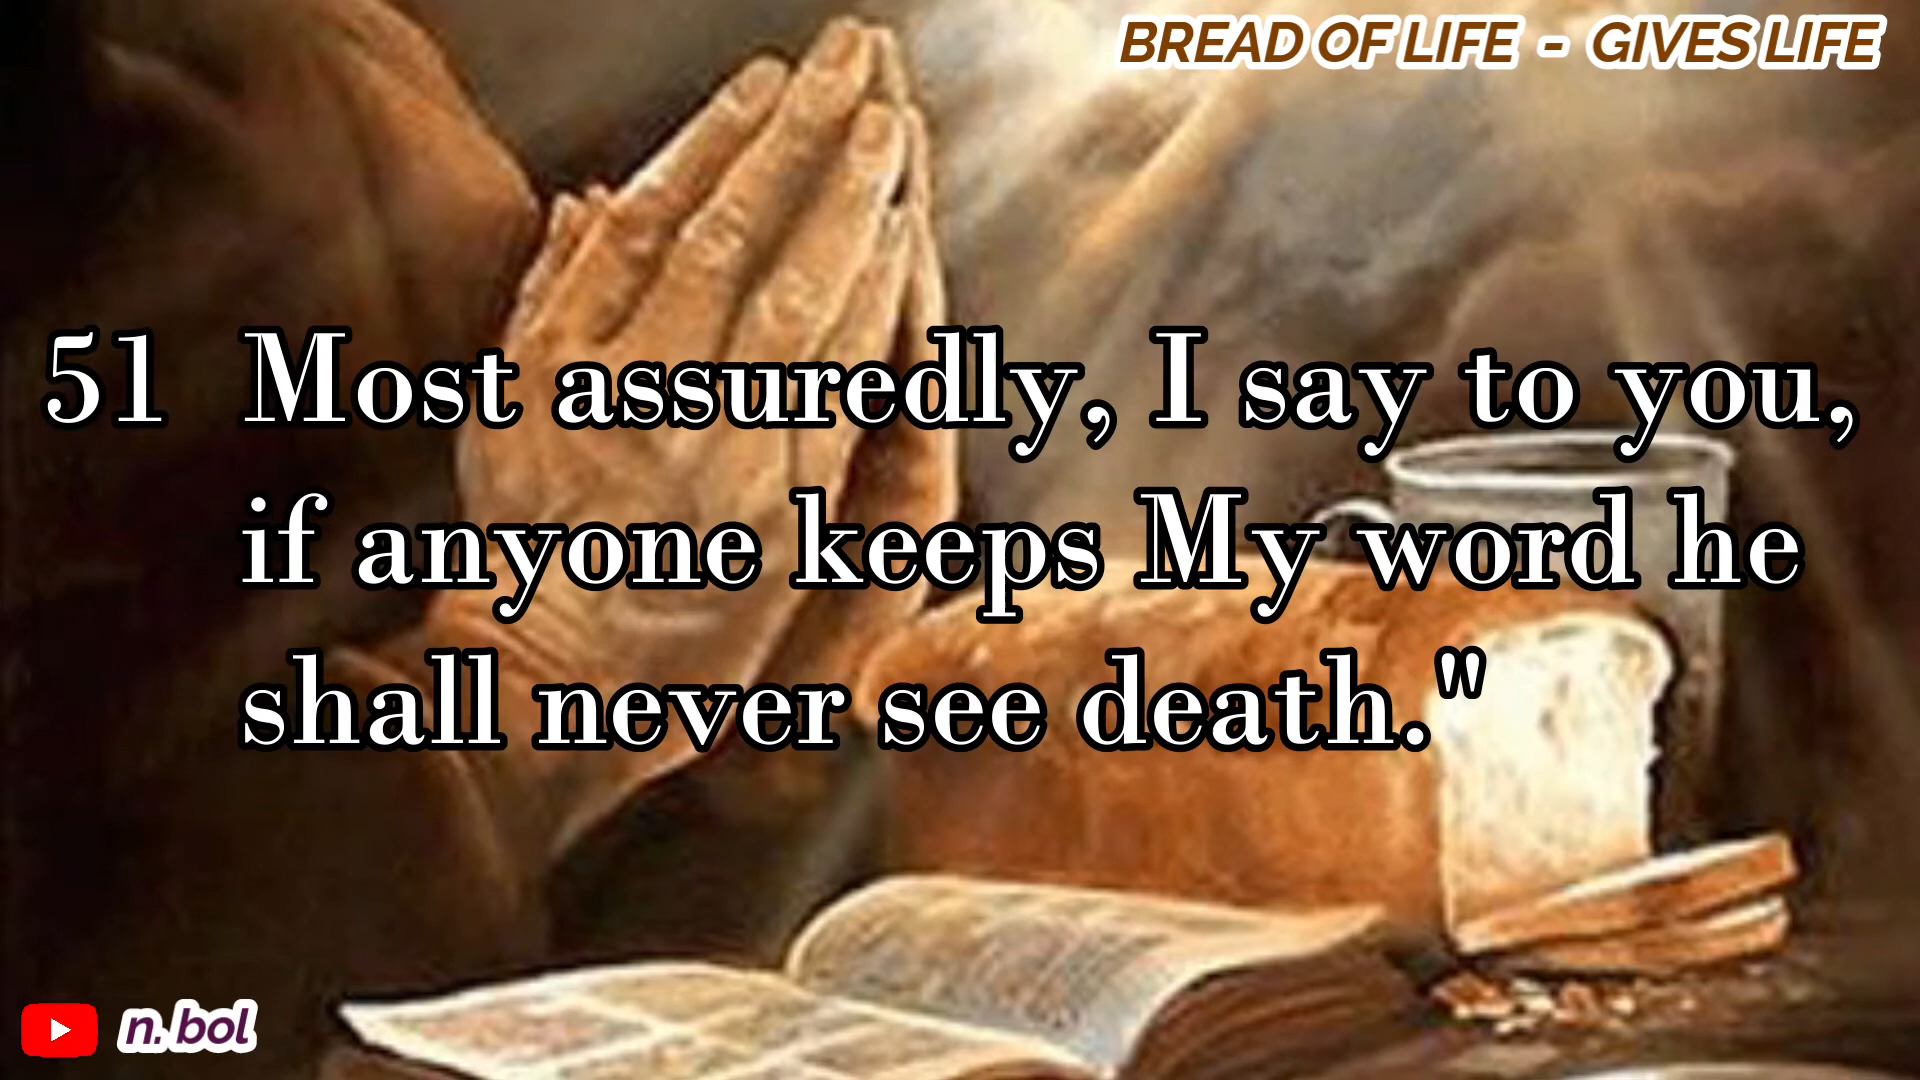 BREAD OF LIFE - GIVES LIFE
51 Most assuredly, I say to you,
if anyone keeps My word he
shall never see death."
n. bol